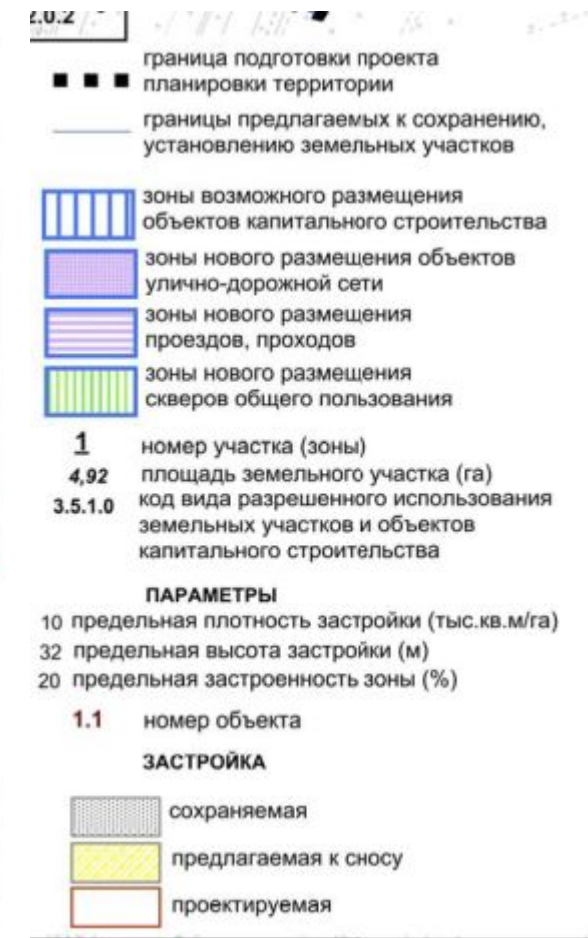 2.0.2
граница подготовки проекта
планировки территории
границы предлагаемых к сохранению,
установлению земельных участков
зоны возможного размещения
объектов капитального строительства
зоны нового размещения объектов
улично-дорожной сети
зоны нового размещения
проездов, проходов
зоны нового размещения
скверов общего пользования
1 номер участка (зоны)
4,92 площадь земельного участка (га)
3.5.1.0 код вида разрешенного использования
земельных участков и объектов
капитального строительства
ПАРАМЕТРЫ
10 предельная плотность застройки (тыс.кв.м/га)
32 предельная высота застройки (м)
20 предельная застроенность зоны (%)
1.1 номер объекта
ЗАСТРОЙКА
сохраняемая
предлагаемая к сносу
проектируемая